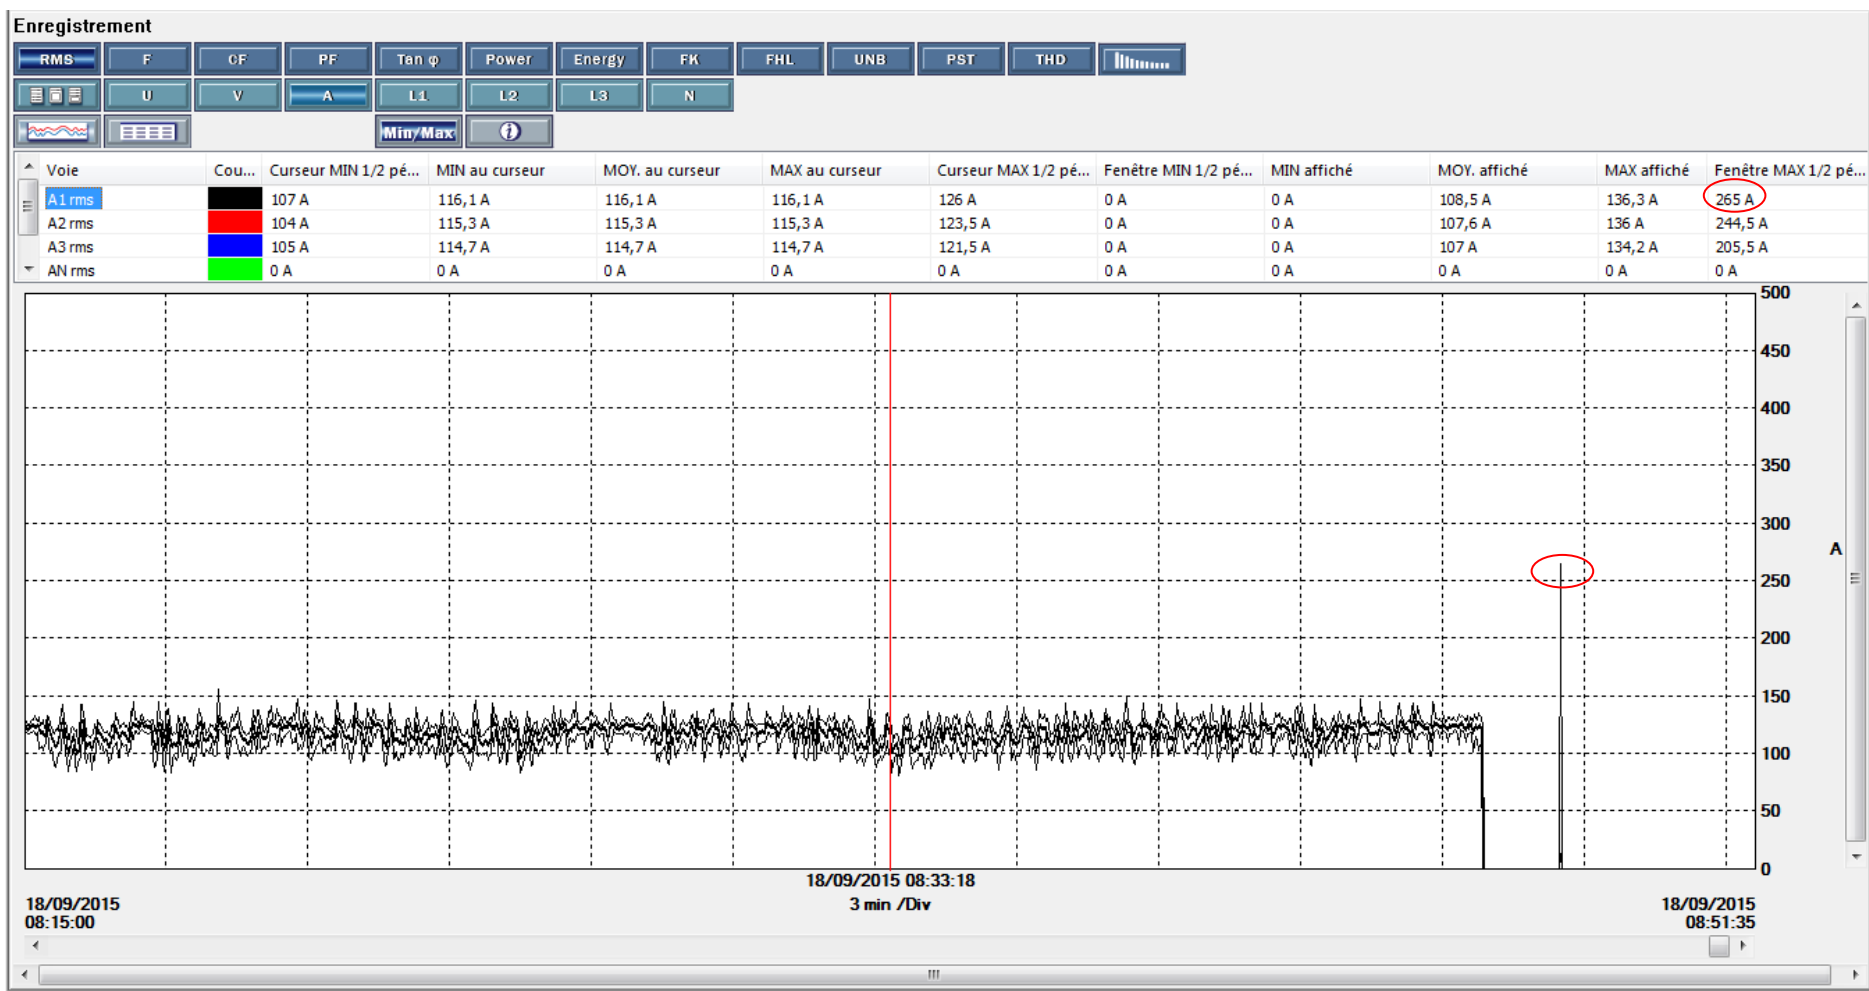 Enregistrement
RMS F CF PF Tan φ Power Energy FK FHL UNB PST THD
U V A L1 L2 L3 N
Min/Max i
Voie Cou... Curseur MIN 1/2 pé... MIN au curseur MOY. au curseur MAX au curseur Curseur MAX 1/2 pé... Fenêtre MIN 1/2 pé... MIN affiché MOY. affiché MAX affiché Fenêtre MAX 1/2 pé...
A1 rms 107 A 116,1 A 116,1 A 116,1 A 126 A 0 A 0 A 108,5 A 136,3 A 265 A
A2 rms 104 A 115,3 A 115,3 A 115,3 A 123,5 A 0 A 0 A 107,6 A 136 A 244,5 A
A3 rms 105 A 114,7 A 114,7 A 114,7 A 121,5 A 0 A 0 A 107 A 134,2 A 205,5 A
AN rms 0 A 0 A 0 A 0 A 0 A 0 A 0 A 0 A 0 A 0 A
500
450
400
350
300
A
250
200
150
100
50
0
18/09/2015 08:33:18
18/09/2015 3 min /Div 18/09/2015
08:15:00 08:51:35